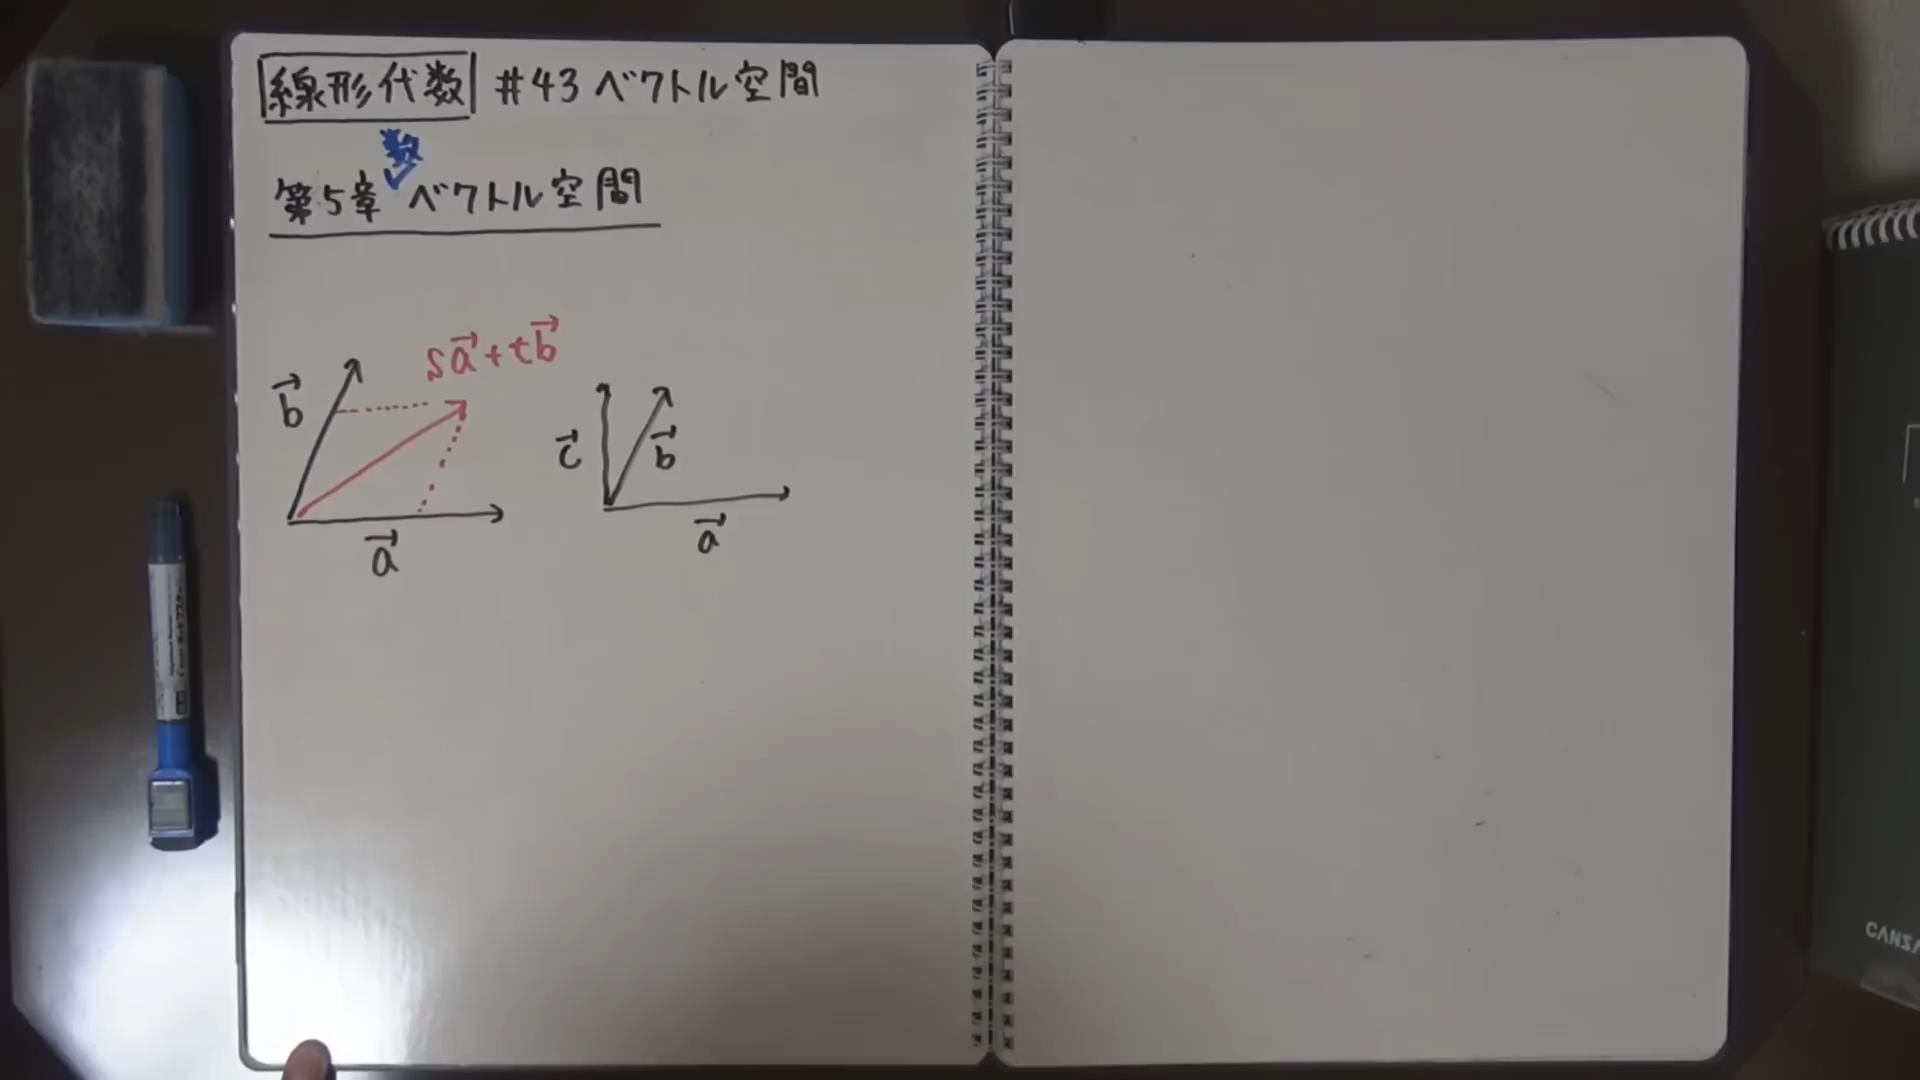 線形代数 #43 ベクトル空間
数
第5章 ベクトル空間
sa⃗+tb⃗
b⃗
a⃗
c⃗
b⃗
a⃗